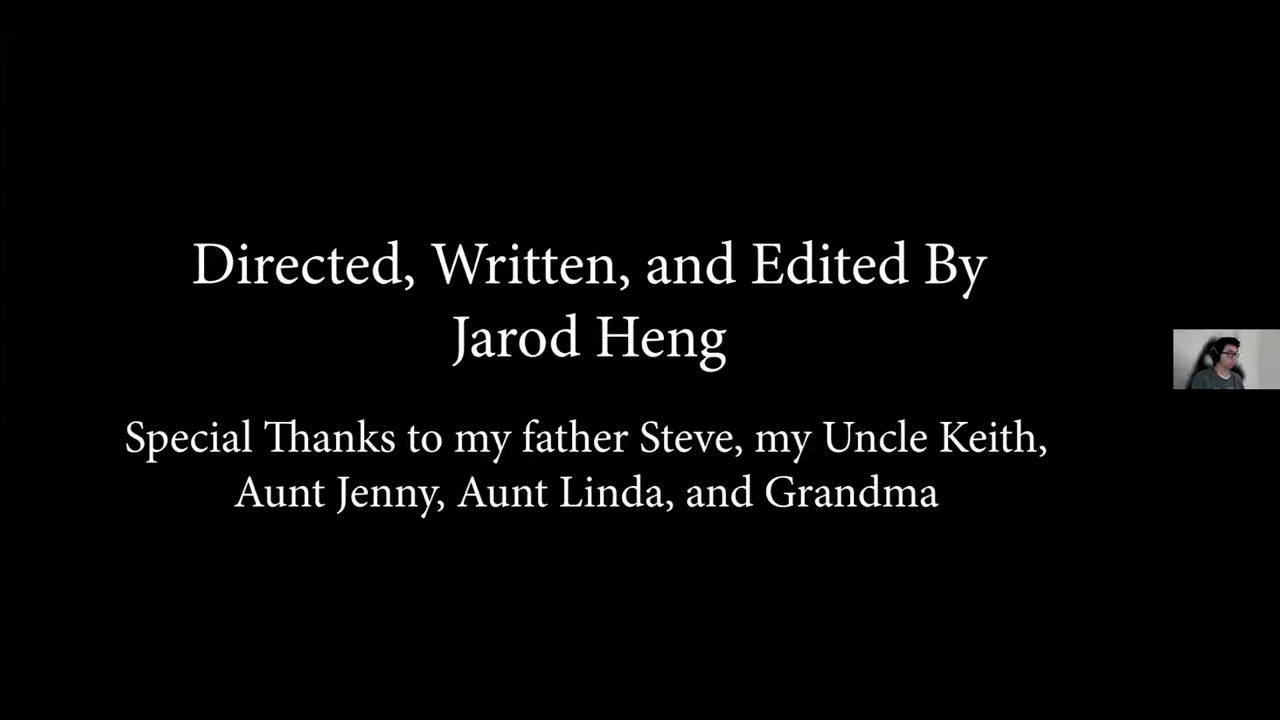 Directed, Written, and Edited By
Jarod Heng
Special Thanks to my father Steve, my Uncle Keith,
Aunt Jenny, Aunt Linda, and Grandma